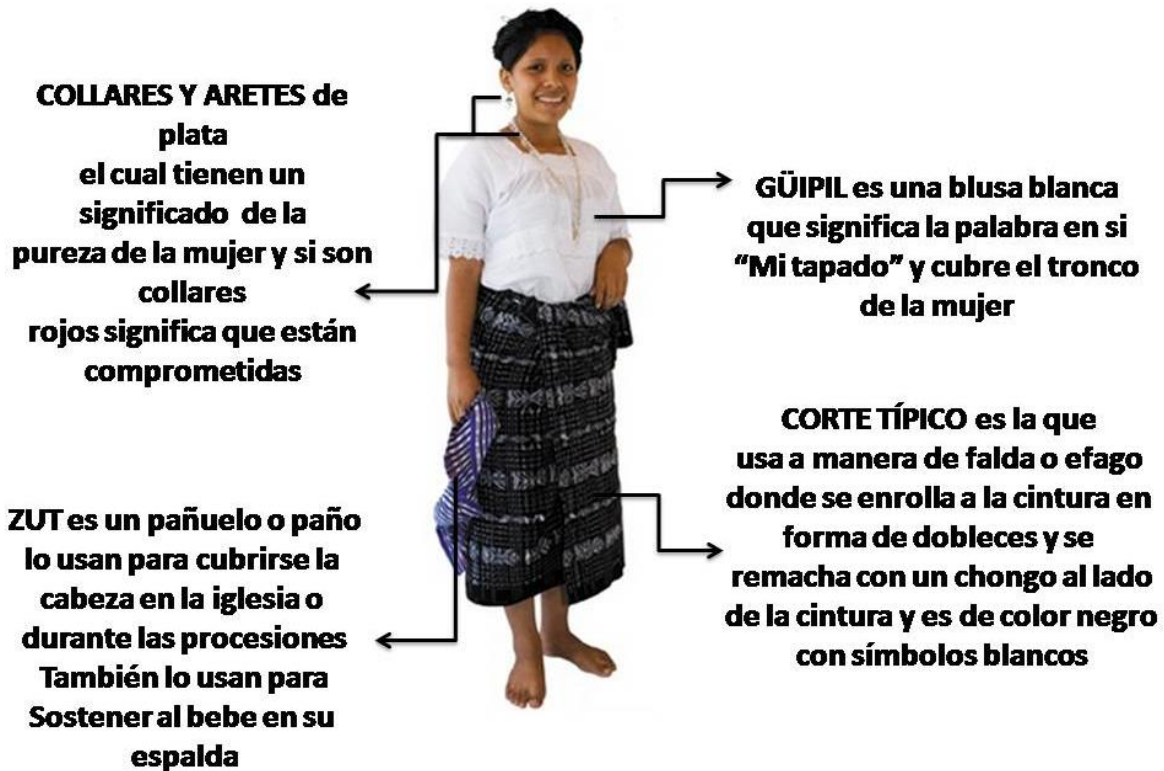 COLLARES Y ARETES de
plata
el cual tienen un
significado de la
pureza de la mujer y si son
collares
rojos significa que están
comprometidas
ZUT es un pañuelo o paño
lo usan para cubrirse la
cabeza en la iglesia o
durante las procesiones
También lo usan para
Sostener al bebe en su
espalda
GÜIPIL es una blusa blanca
que significa la palabra en si
“Mi tapado” y cubre el tronco
de la mujer
CORTE TÍPICO es la que
usa a manera de falda o efago
donde se enrolla a la cintura en
forma de dobleces y se
remacha con un chongo al lado
de la cintura y es de color negro
con símbolos blancos